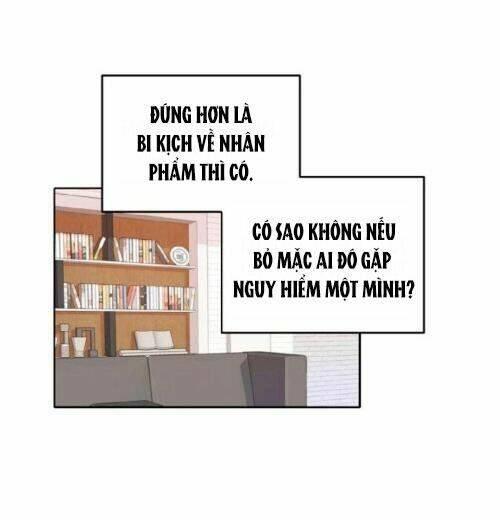 ĐÚNG HƠN LÀ
BI KỊCH VỀ NHÂN
PHẨM THÌ CÓ.
CÓ SAO KHÔNG NẾU
BỎ MẶC AI ĐÓ GẶP
NGUY HIỂM MỘT MÌNH?